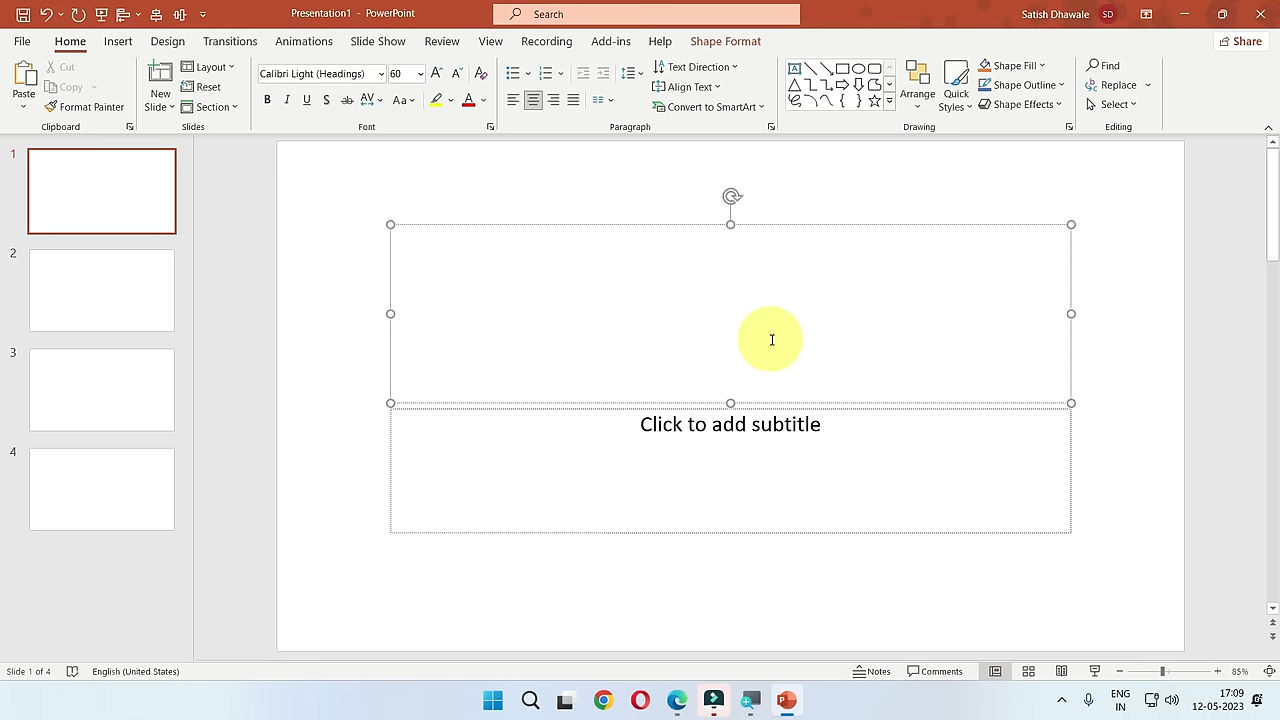 Presentation1 - PowerPoint
Search
Satish Dhawale
SD
File
Home
Insert
Design
Transitions
Animations
Slide Show
Review
View
Recording
Add-ins
Help
Shape Format
Share
Paste
Cut
Copy
Format Painter
Clipboard
New
Slide
Layout
Reset
Section
Slides
Calibri Light (Headings)
60
B I U S ab AV Aa A
Font
Text Direction
Align Text
Convert to SmartArt
Paragraph
Arrange
Quick
Styles
Shape Fill
Shape Outline
Shape Effects
Drawing
Find
Replace
Select
Editing
1
2
3
4
Click to add subtitle
Slide 1 of 4
English (United States)
Notes
Comments
85%
ENG
IN
17:09
12-05-2023